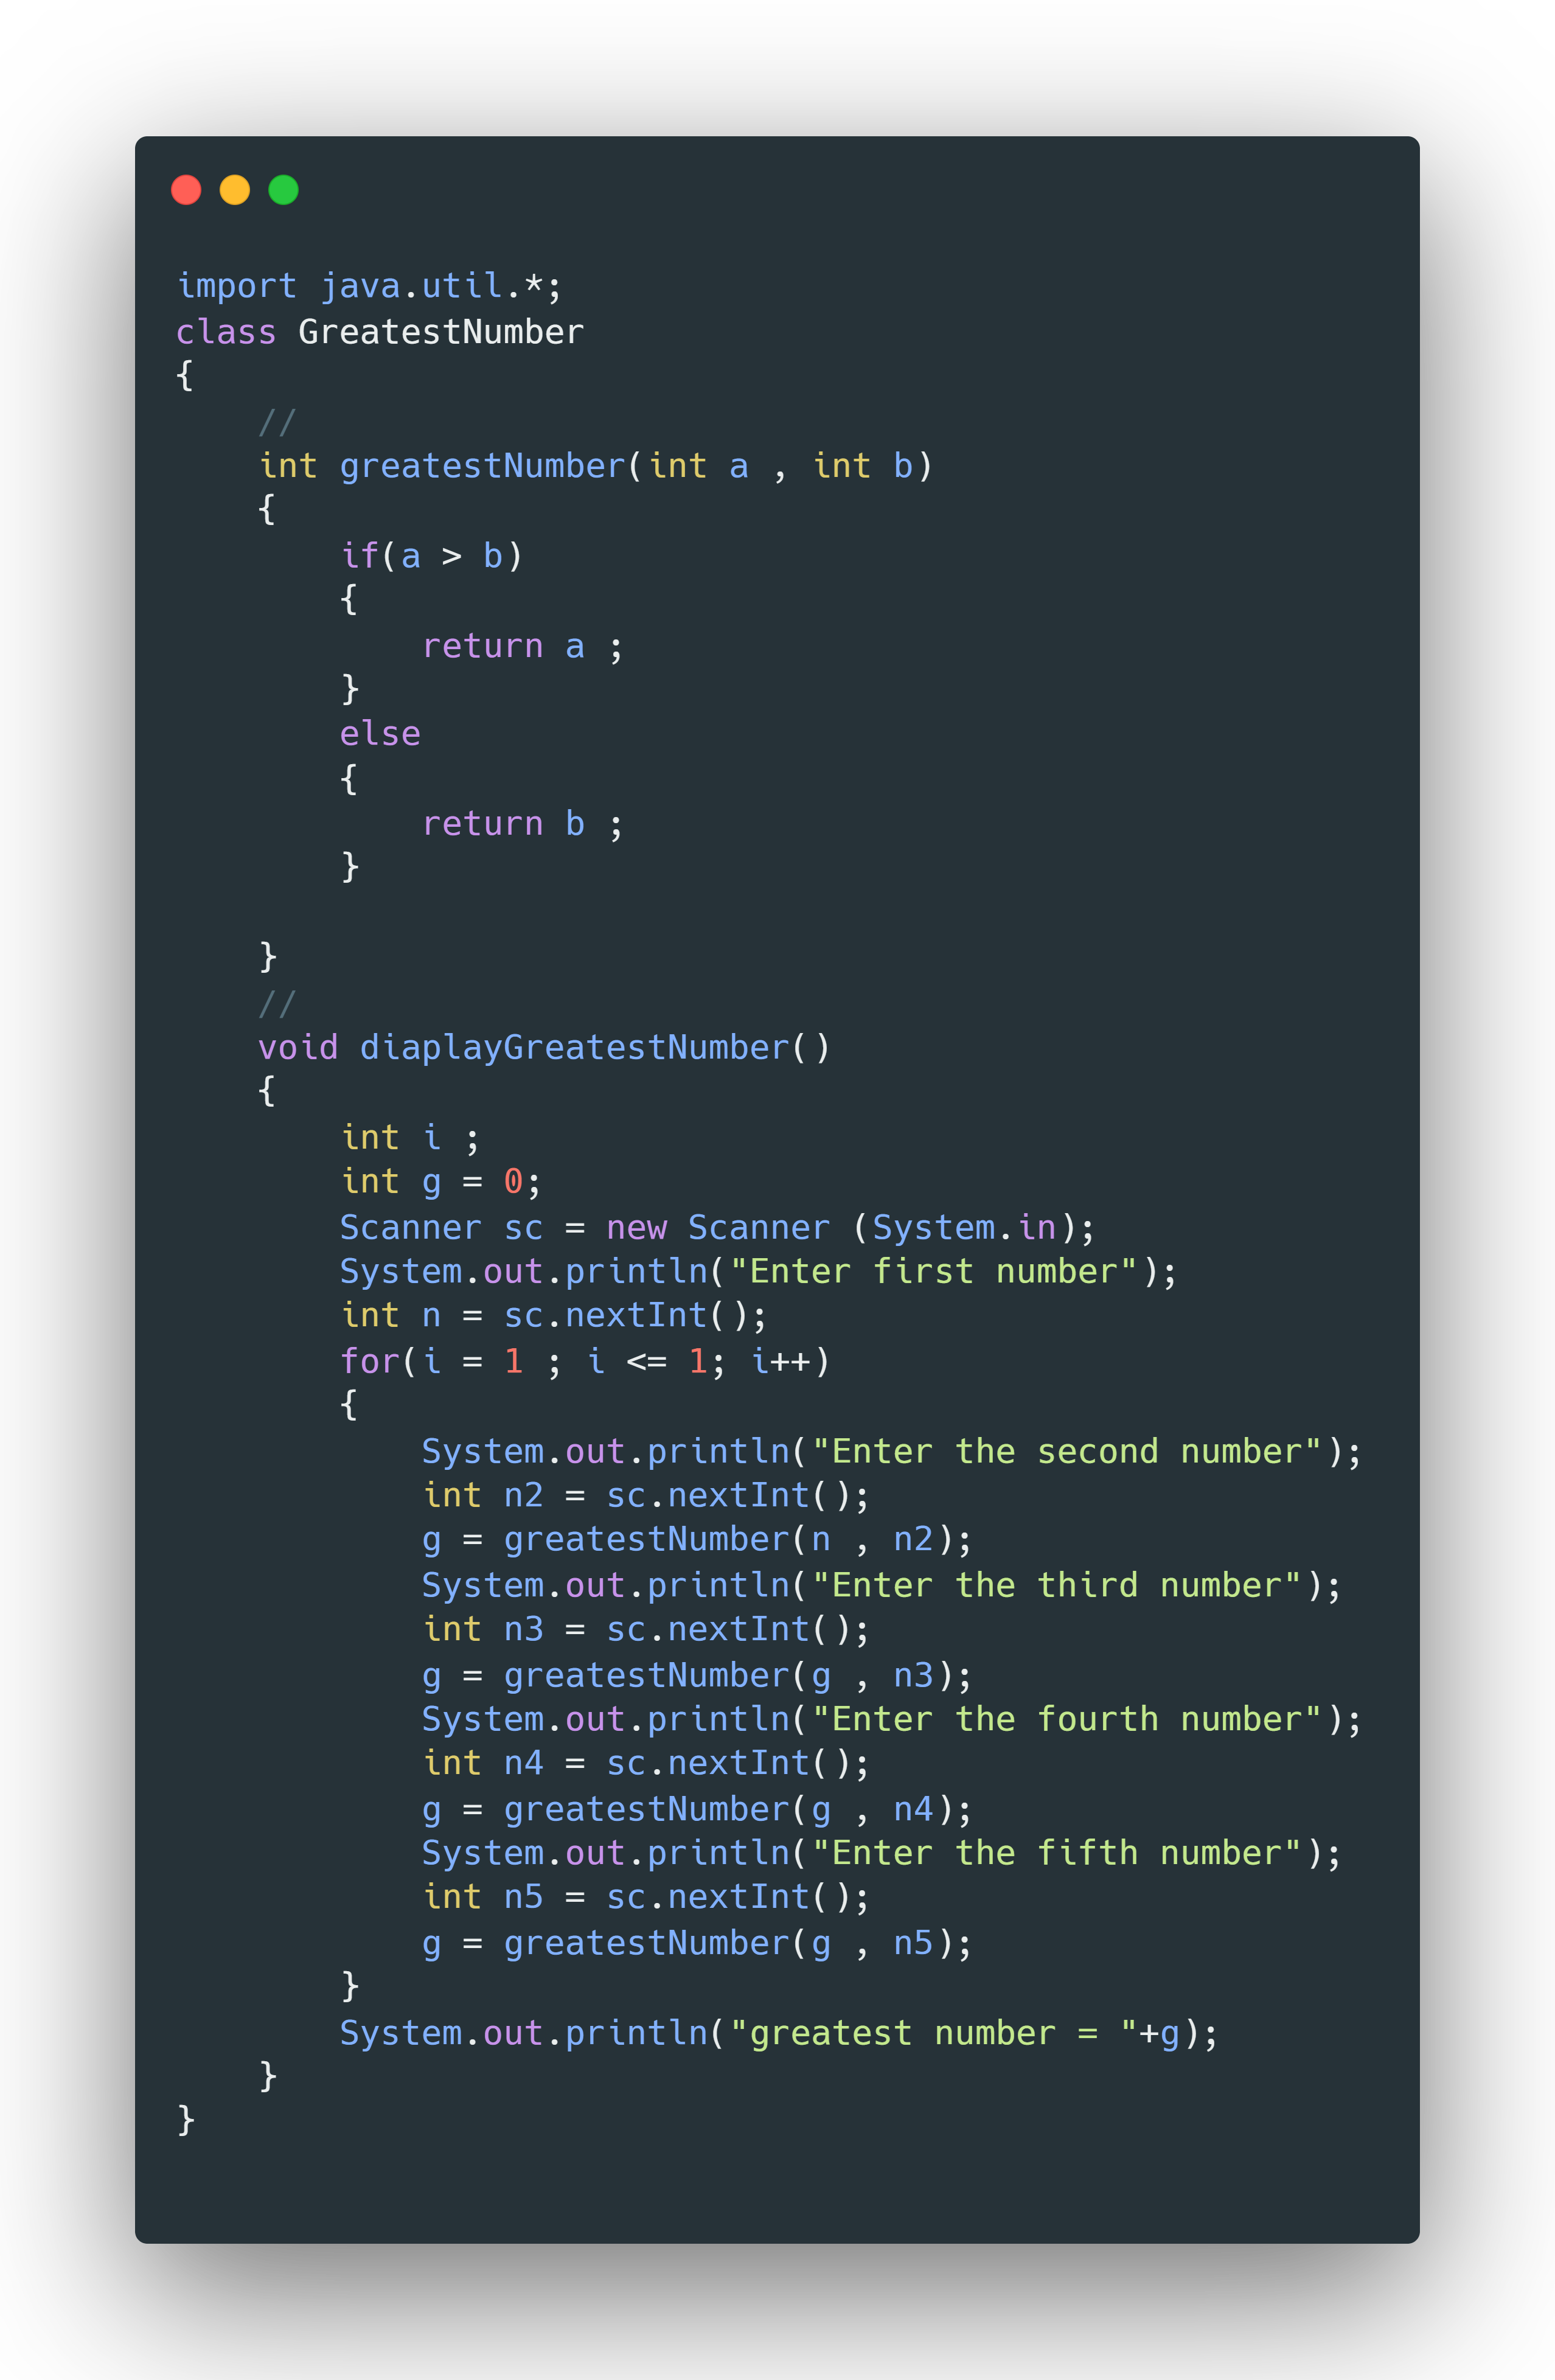 import java.util.*;
class GreatestNumber
{
    //
    int greatestNumber(int a , int b)
    {
        if(a > b)
        {
            return a ;
        }
        else
        {
            return b ;
        }

    }
    //
    void diaplayGreatestNumber()
    {
        int i ;
        int g = 0;
        Scanner sc = new Scanner (System.in);
        System.out.println("Enter first number");
        int n = sc.nextInt();
        for(i = 1 ; i <= 1; i++)
        {
            System.out.println("Enter the second number");
            int n2 = sc.nextInt();
            g = greatestNumber(n , n2);
            System.out.println("Enter the third number");
            int n3 = sc.nextInt();
            g = greatestNumber(g , n3);
            System.out.println("Enter the fourth number");
            int n4 = sc.nextInt();
            g = greatestNumber(g , n4);
            System.out.println("Enter the fifth number");
            int n5 = sc.nextInt();
            g = greatestNumber(g , n5);
        }
        System.out.println("greatest number = "+g);
    }
}